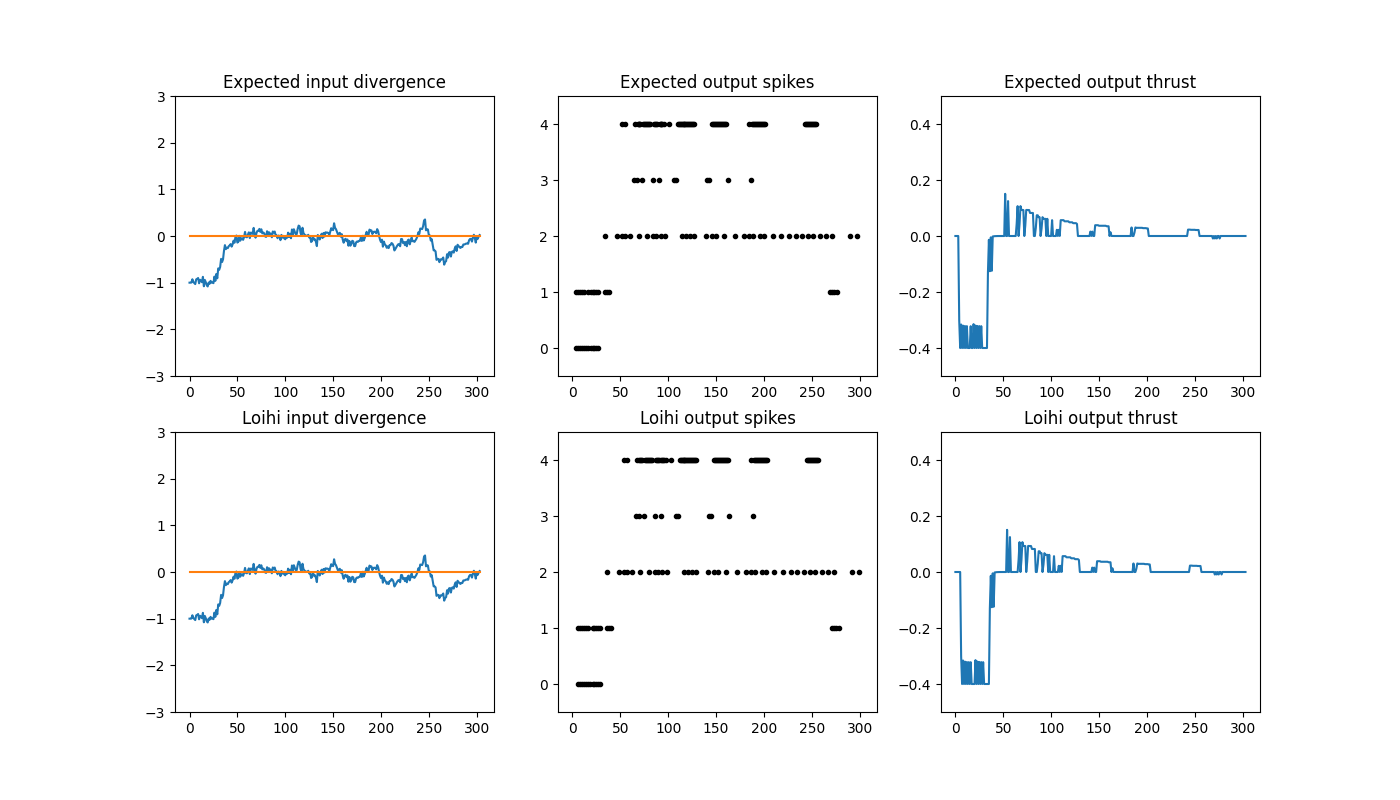 Expected input divergence
3
2
1
0
−1
−2
−3
0 50 100 150 200 250 300
Expected output spikes
4
3
2
1
0
0 50 100 150 200 250 300
Expected output thrust
0.4
0.2
0.0
−0.2
−0.4
0 50 100 150 200 250 300
Loihi input divergence
3
2
1
0
−1
−2
−3
0 50 100 150 200 250 300
Loihi output spikes
4
3
2
1
0
0 50 100 150 200 250 300
Loihi output thrust
0.4
0.2
0.0
−0.2
−0.4
0 50 100 150 200 250 300